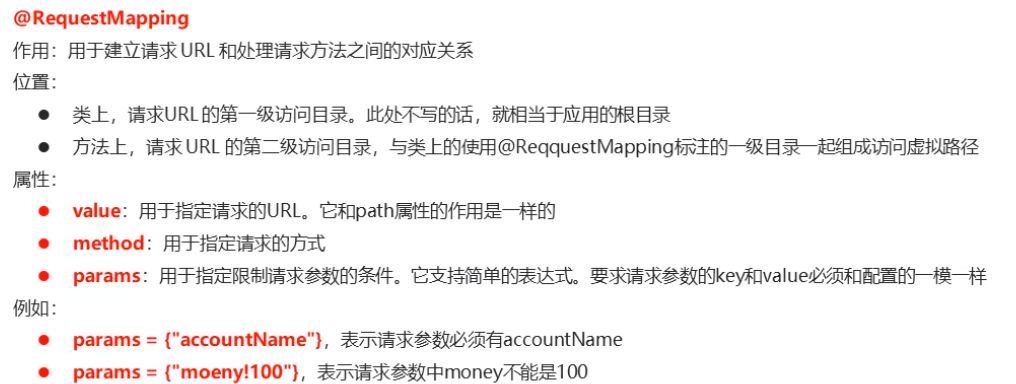 @RequestMapping
作用：用于建立请求 URL 和处理请求方法之间的对应关系
位置：
● 类上，请求URL 的第一级访问目录。此处不写的话，就相当于应用的根目录
● 方法上，请求 URL 的第二级访问目录，与类上的使用@ReqquestMapping标注的一级目录一起组成访问虚拟路径
属性：
● value：用于指定请求的URL。它和path属性的作用是一样的
● method：用于指定请求的方式
● params：用于指定限制请求参数的条件。它支持简单的表达式。要求请求参数的key和value必须和配置的一模一样
例如：
● params = {"accountName"}，表示请求参数必须有accountName
● params = {"moeny!100"}，表示请求参数中money不能是100